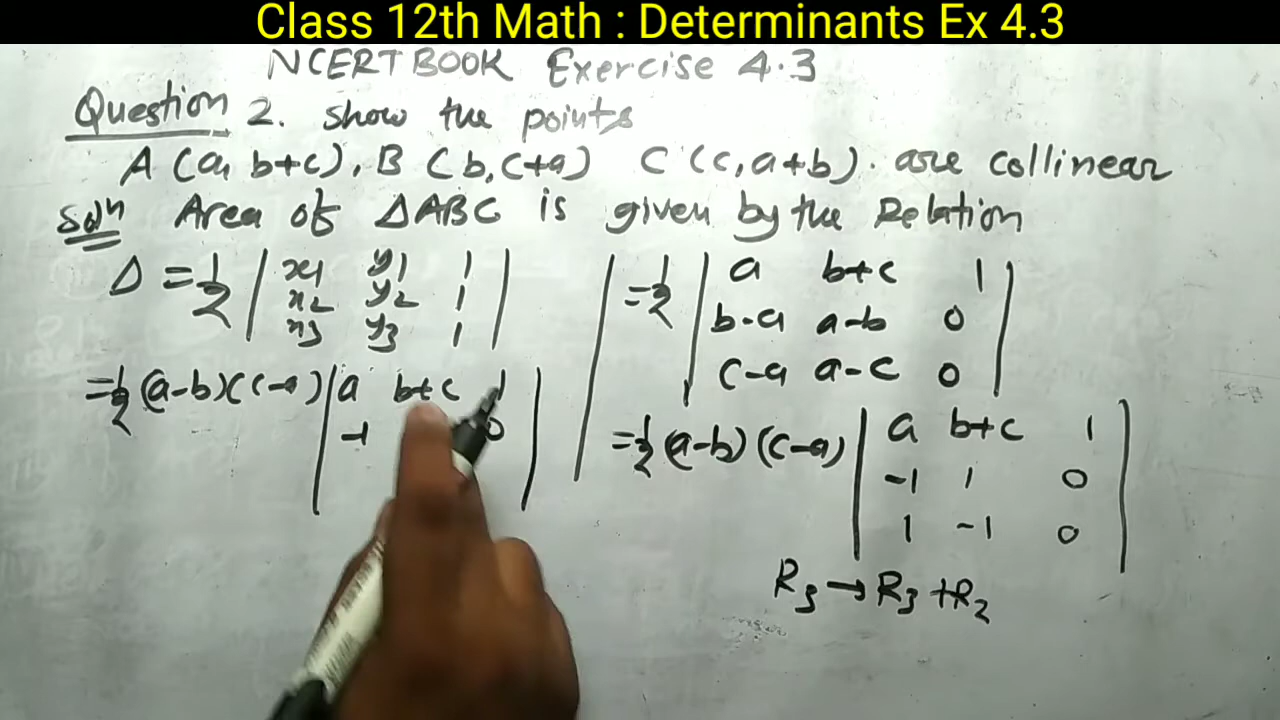 Class 12th Math : Determinants Ex 4.3
NCERT BOOK Exercise 4.3
Question 2. show the points
A (a, b+c), B (b, c+a) C (c, a+b). are collinear
Soln Area of ΔABC is given by the Relation
Δ = 1/2 | x1 y1 1 |
x2 y2 1
x3 y3 1
= 1/2 (a-b)(c-a) | a b+c 1 |
-1 0
= 1/2 | a b+c 1 |
b-a a-b 0
c-a a-c 0
= 1/2 (a-b) (c-a) | a b+c 1 |
-1 1 0
1 -1 0
R3 → R3 + R2